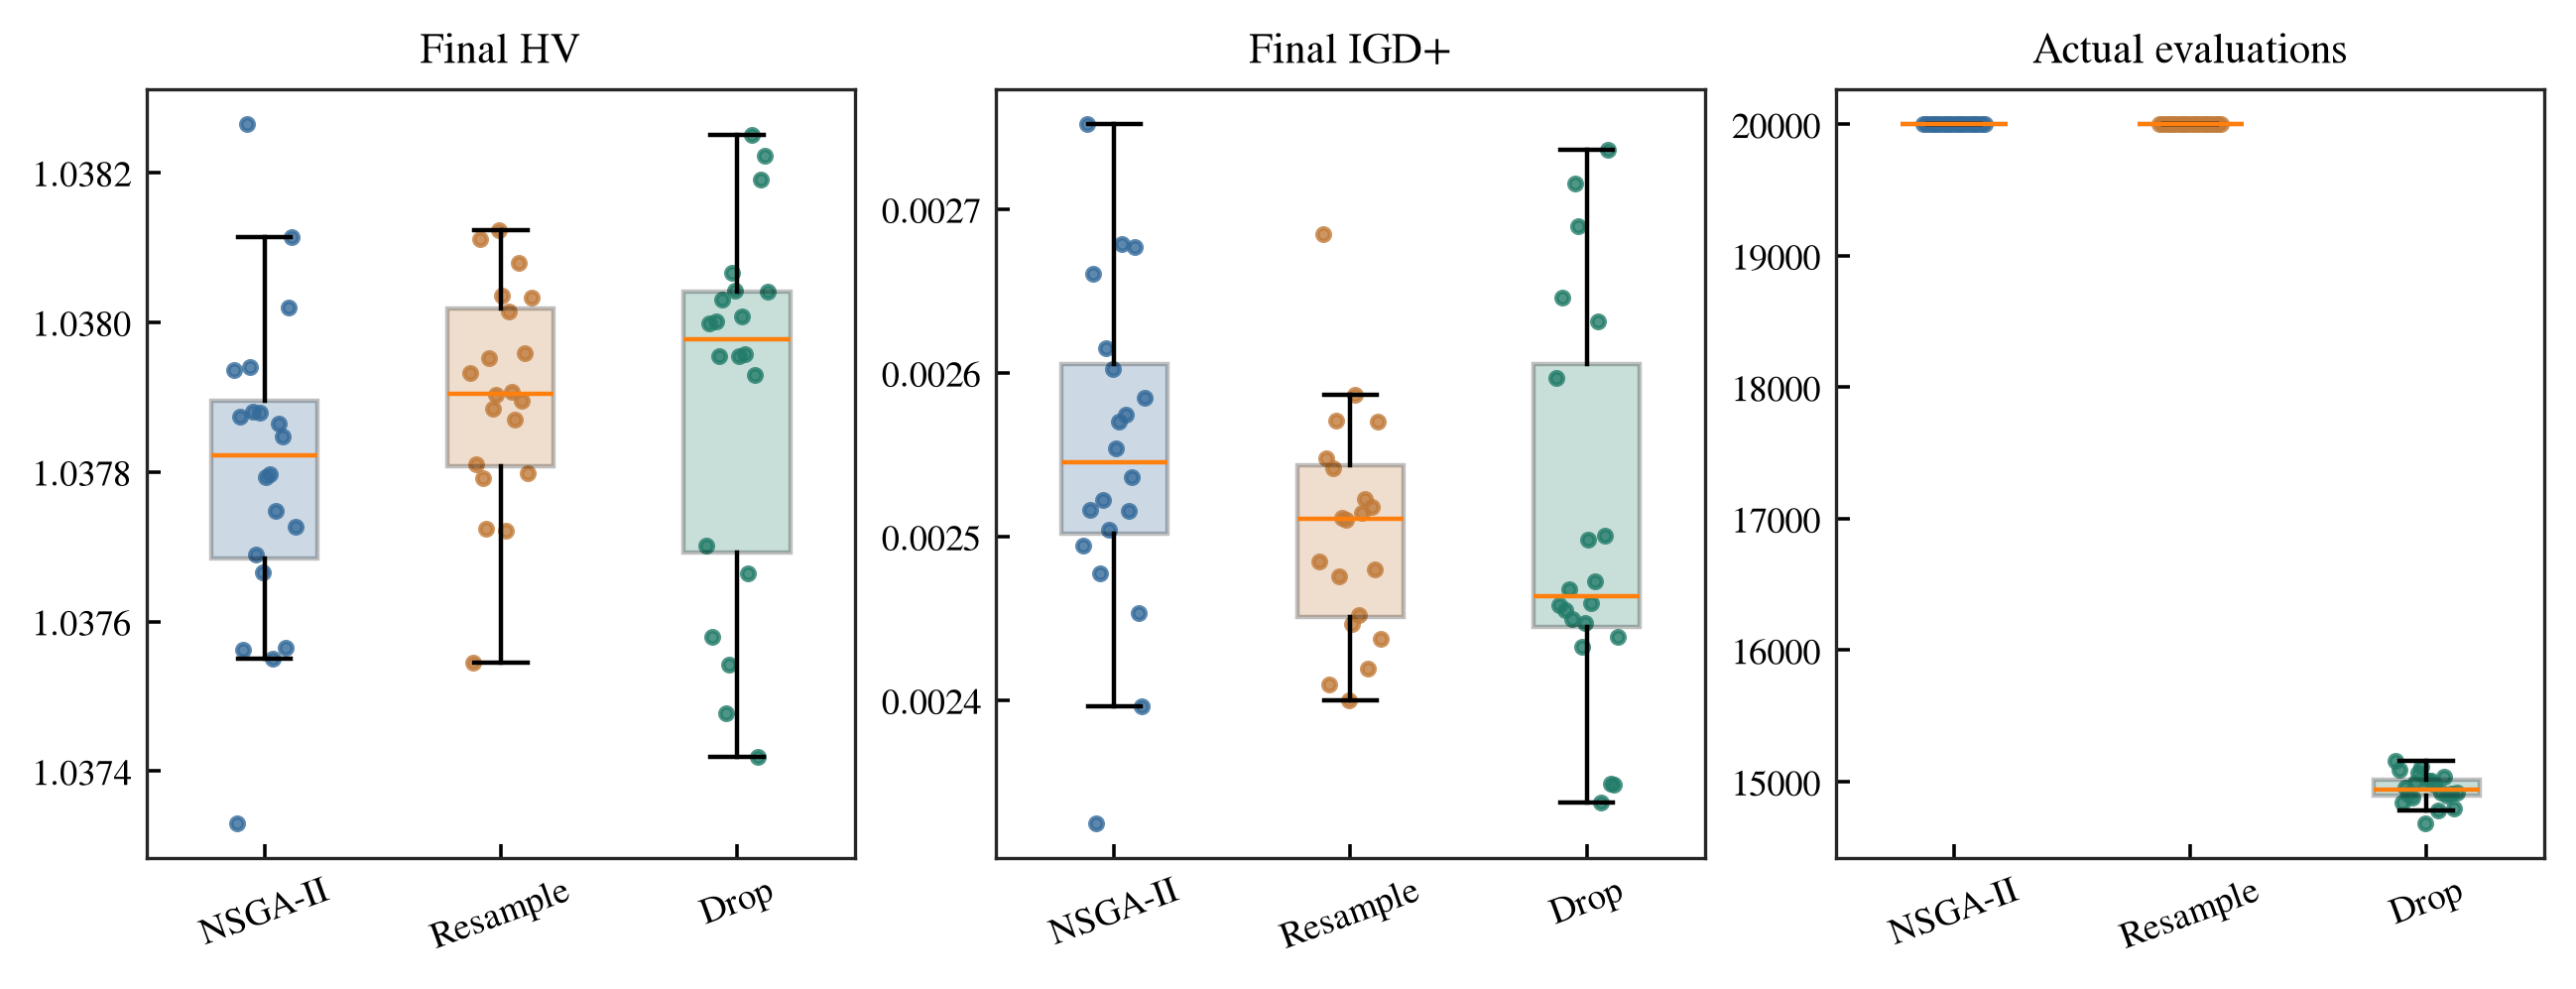 Final HV
1.0382
1.0380
1.0378
1.0376
1.0374
NSGA-II
Resample
Drop
Final IGD+
0.0027
0.0026
0.0025
0.0024
NSGA-II
Resample
Drop
Actual evaluations
20000
19000
18000
17000
16000
15000
NSGA-II
Resample
Drop